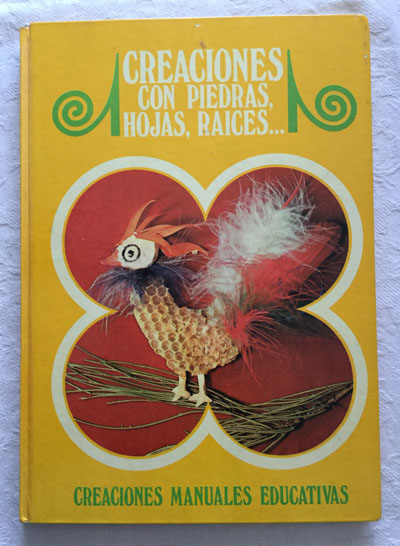 CREACIONES
CON PIEDRAS,
HOJAS, RAICES...
CREACIONES MANUALES EDUCATIVAS